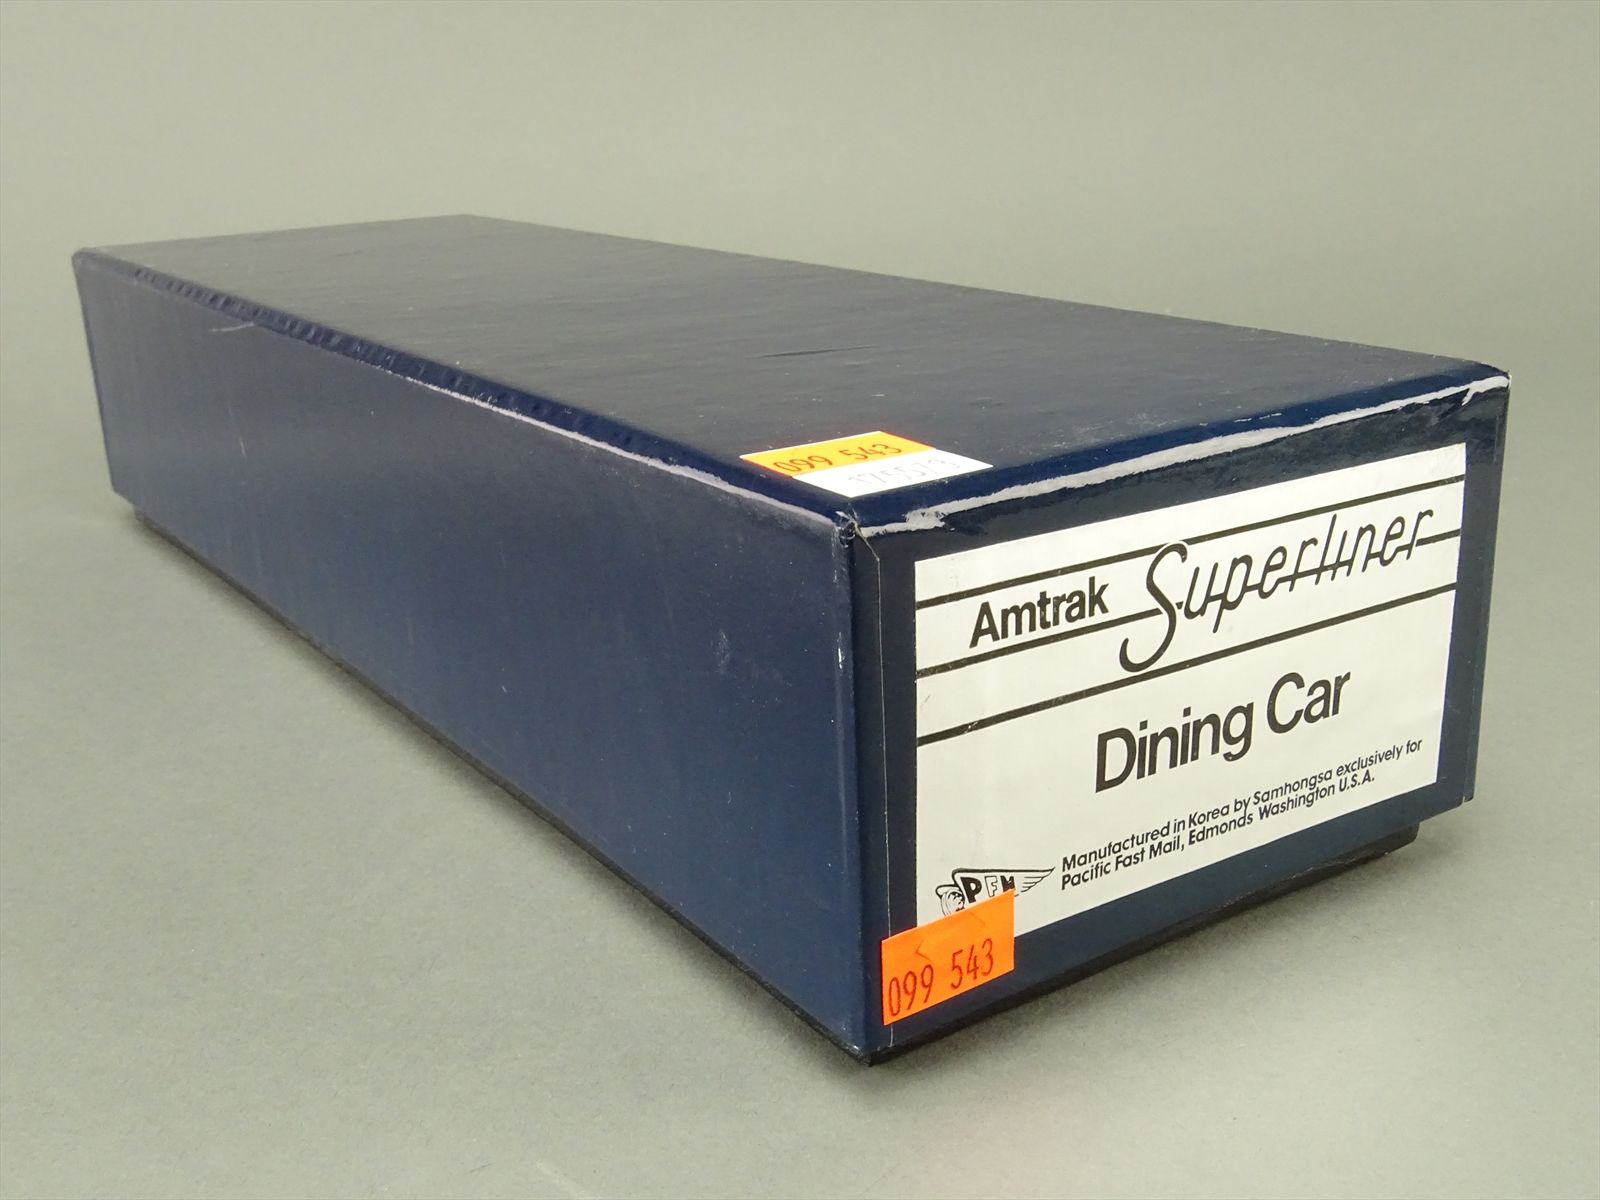 099 543
175573
Amtrak Superliner
Dining Car
Manufactured in Korea by Samhongsa exclusively for
Pacific Fast Mail, Edmonds Washington U.S.A.
PFM
099 543